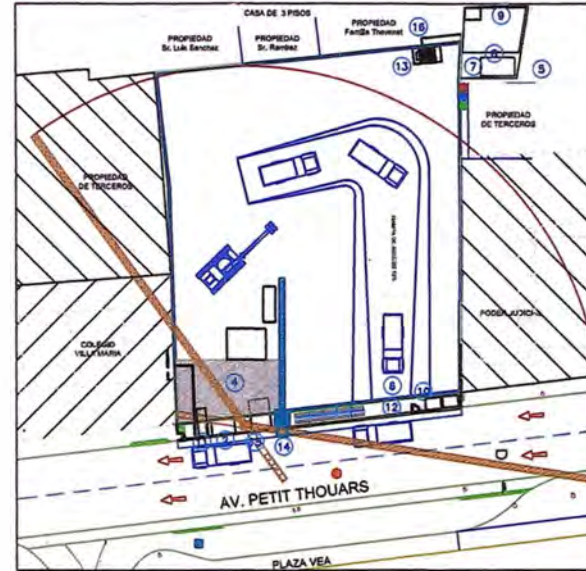 CASA DE 3 PISOS
PROPIEDAD
Sr. Luis Sanchez
PROPIEDAD
Sr. Ramirez
PROPIEDAD
Familia Thevenet
16
9
13
7
5
PROPIEDAD
DE TERCEROS
PROPIEDAD
DE TERCEROS
PODER JUDICIAL
COLEGIO
VILLA MARIA
4
6
10
12
14
AV. PETIT THOUARS
PLAZA VEA